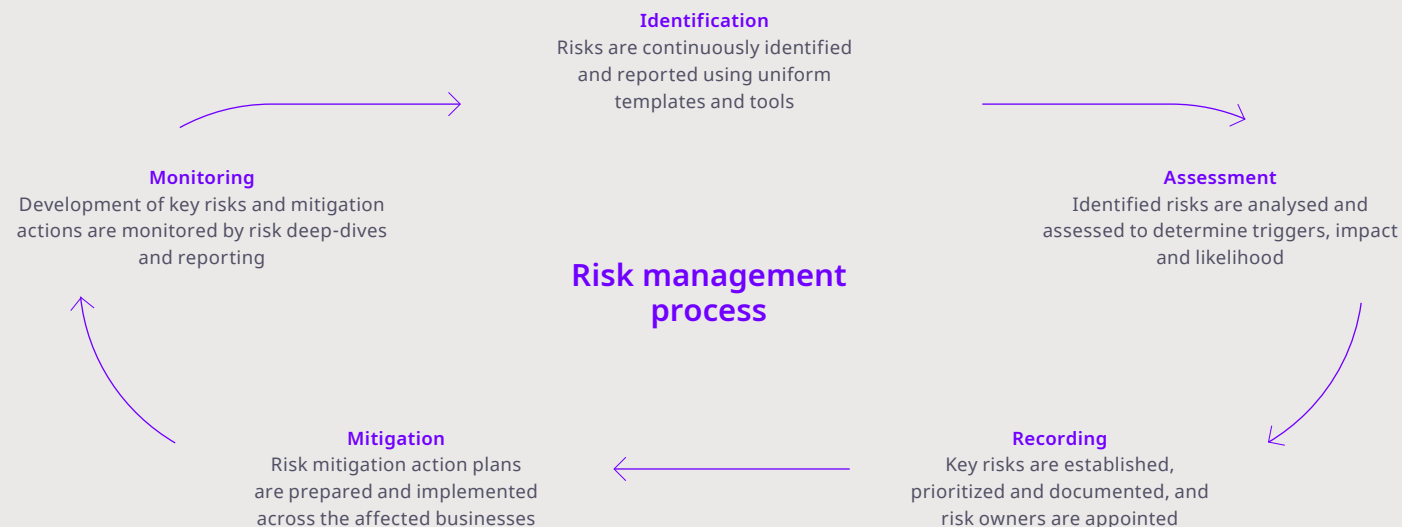 Identification
Risks are continuously identified
and reported using uniform
templates and tools
Assessment
Identified risks are analysed and
assessed to determine triggers, impact
and likelihood
Recording
Key risks are established,
prioritized and documented, and
risk owners are appointed
Mitigation
Risk mitigation action plans
are prepared and implemented
across the affected businesses
Monitoring
Development of key risks and mitigation
actions are monitored by risk deep-dives
and reporting
Risk management
process